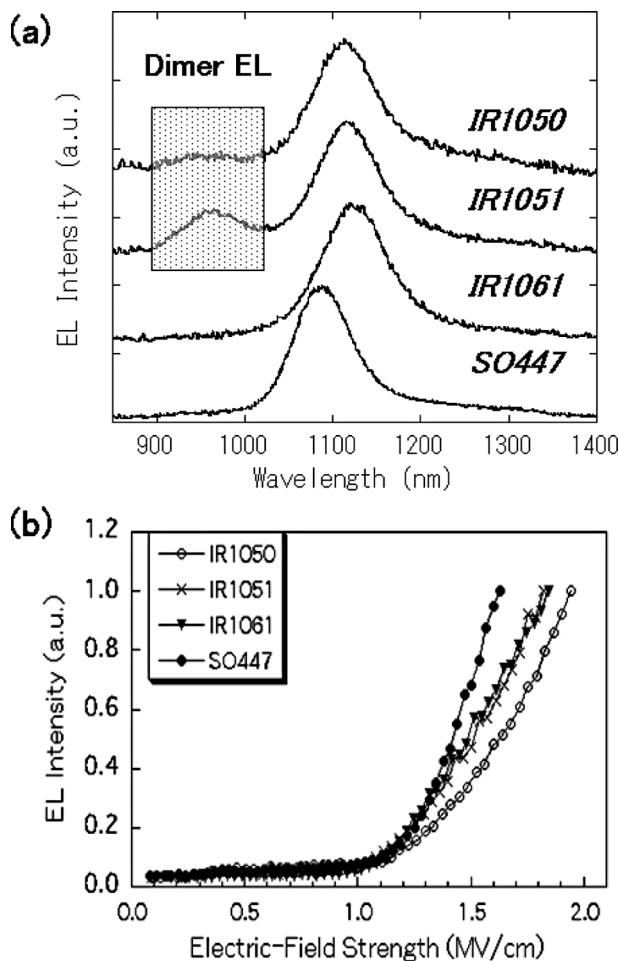 (a)
Dimer EL
IR1050
IR1051
IR1061
SO447
EL Intensity (a.u.)
900 1000 1100 1200 1300 1400
Wavelength (nm)
(b)
1.2
1.0
0.8
0.6
0.4
0.2
0.0
IR1050
IR1051
IR1061
SO447
EL Intensity (a.u.)
0.0 0.5 1.0 1.5 2.0
Electric-Field Strength (MV/cm)